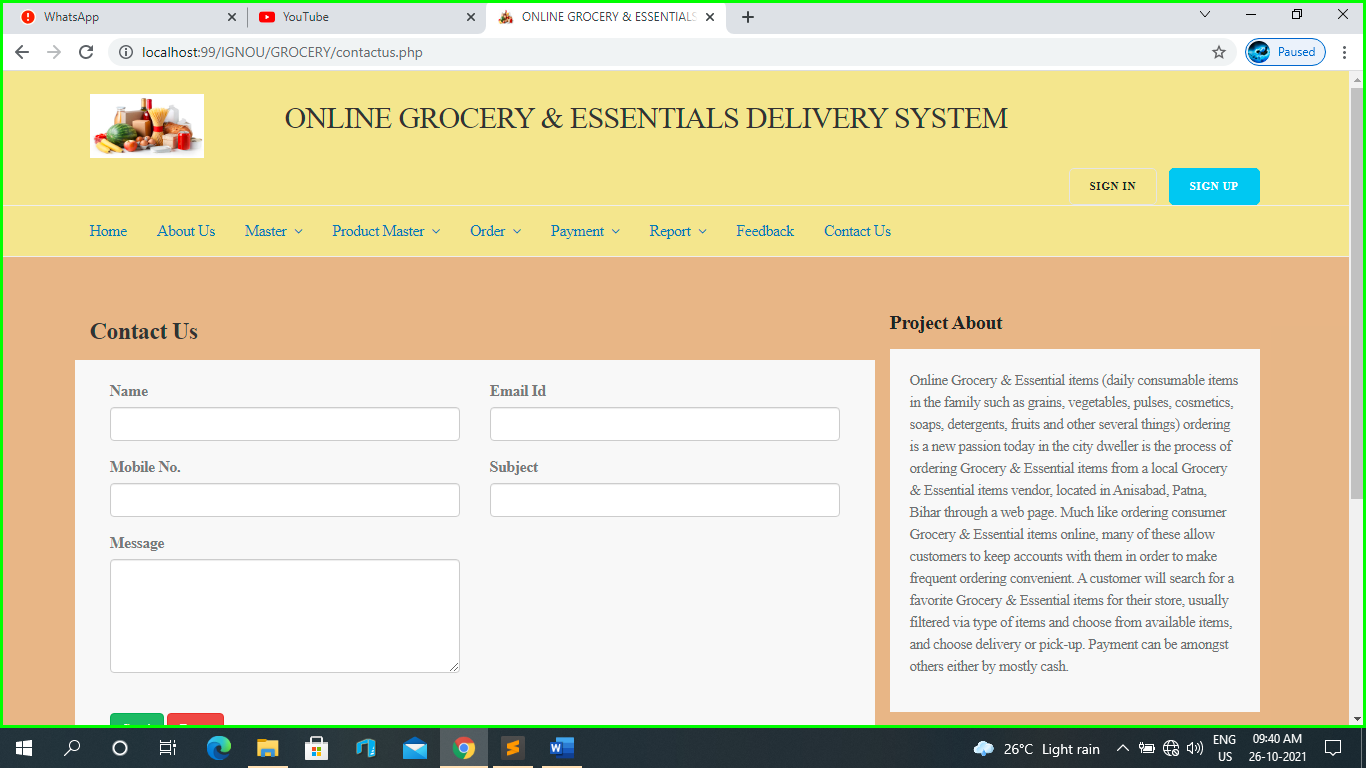 WhatsApp
YouTube
ONLINE GROCERY & ESSENTIALS
localhost:99/IGNOU/GROCERY/contactus.php
Paused
ONLINE GROCERY & ESSENTIALS DELIVERY SYSTEM
SIGN IN
SIGN UP
Home
About Us
Master
Product Master
Order
Payment
Report
Feedback
Contact Us
Contact Us
Name
Email Id
Mobile No.
Subject
Message
Project About
Online Grocery & Essential items (daily consumable items
in the family such as grains, vegetables, pulses, cosmetics,
soaps, detergents, fruits and other several things) ordering
is a new passion today in the city dweller is the process of
ordering Grocery & Essential items from a local Grocery
& Essential items vendor, located in Anisabad, Patna,
Bihar through a web page. Much like ordering consumer
Grocery & Essential items online, many of these allow
customers to keep accounts with them in order to make
frequent ordering convenient. A customer will search for a
favorite Grocery & Essential items for their store, usually
filtered via type of items and choose from available items,
and choose delivery or pick-up. Payment can be amongst
others either by mostly cash.
26°C Light rain
ENG
US
09:40 AM
26-10-2021